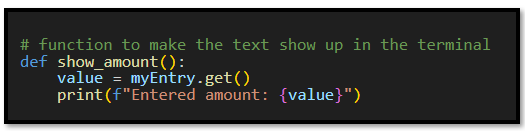 # function to make the text show up in the terminal
def show_amount():
    value = myEntry.get()
    print(f"Entered amount: {value}")